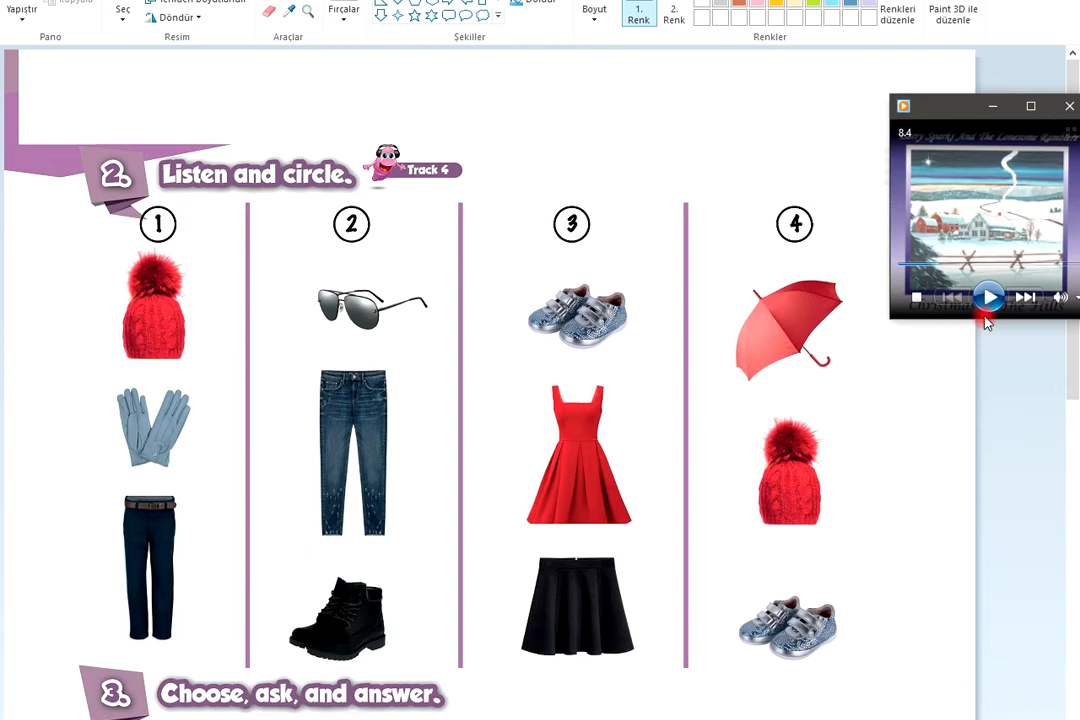 Yapıştır
Seç
Döndür
Fırçalar
Boyut
1. Renk
2. Renk
Renkleri düzenle
Paint 3D ile düzenle
Pano
Resim
Araçlar
Şekiller
Renkler
8.4
2. Listen and circle. Track 4
1 2 3 4
3. Choose, ask, and answer.